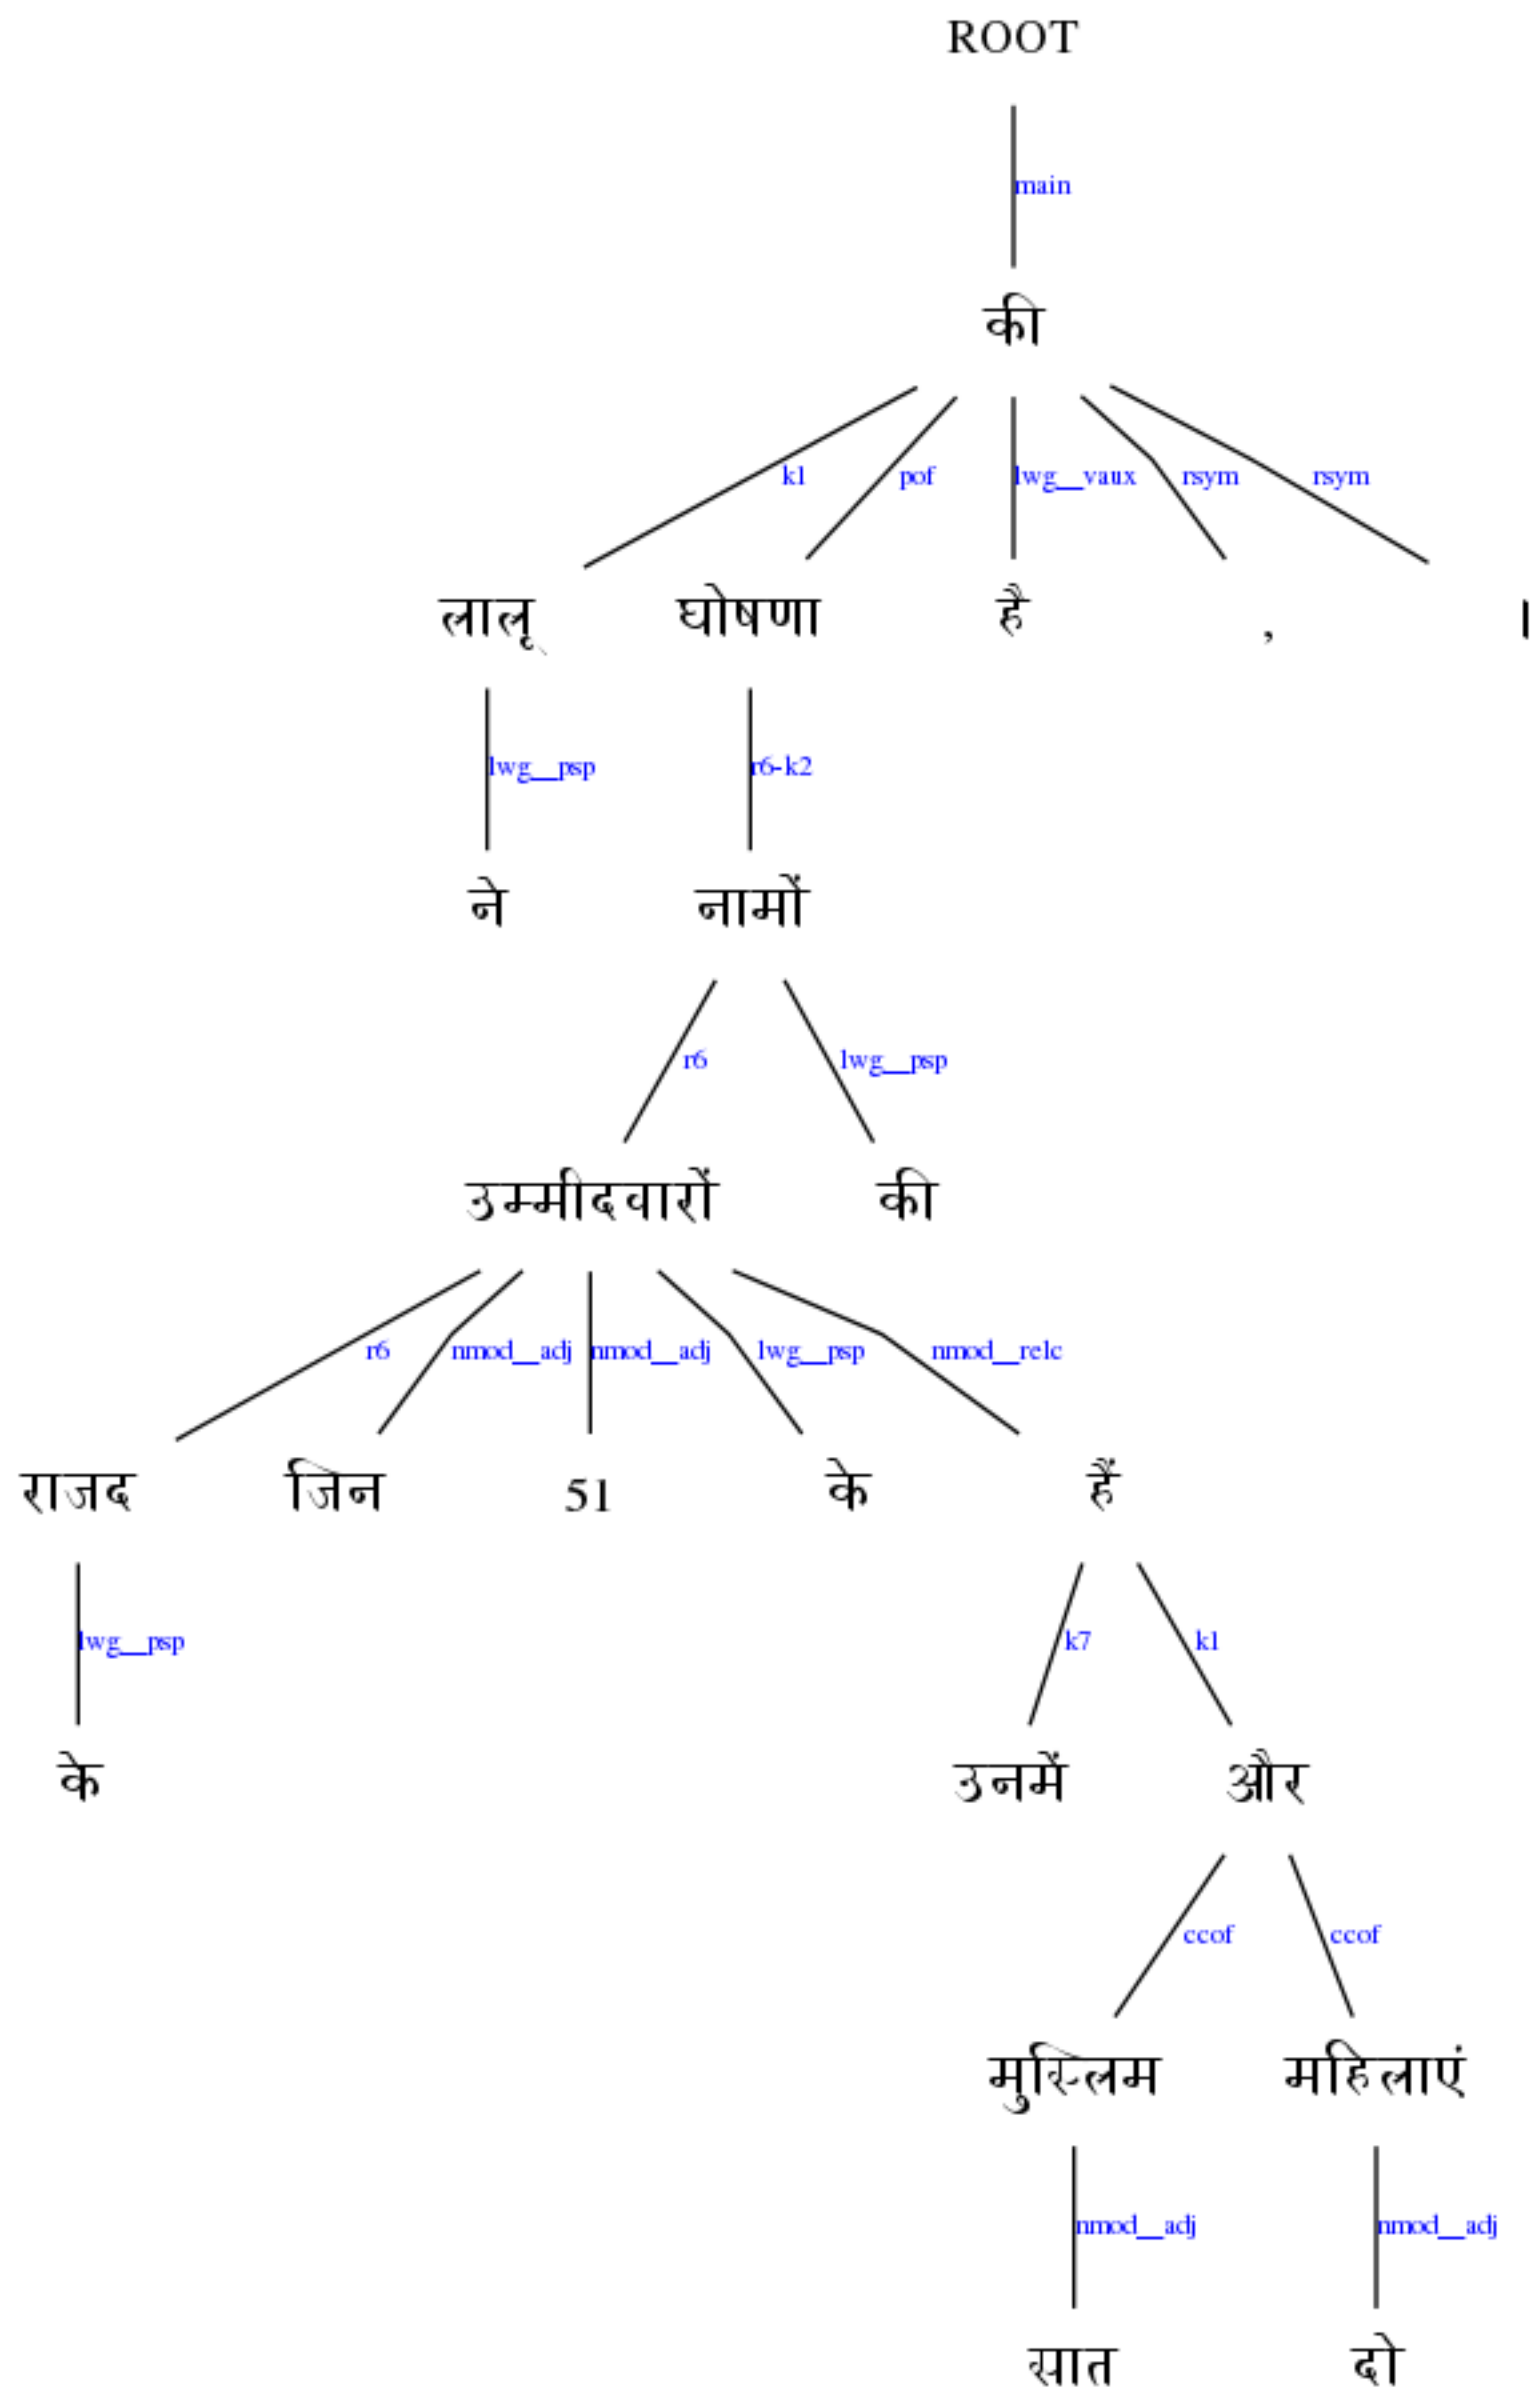 ROOT
main
की
k1 pof lwg__vaux rsym rsym
लालू घोषणा है , ।
lwg__psp r6-k2
ने नामों
r6 lwg__psp
उम्मीदवारों की
r6 nmod__adj nmod__adj lwg__psp nmod__relc
राजद जिन 51 के हैं
lwg__psp k7 k1
के उनमें और
ccof ccof
मुस्लिम महिलाएं
nmod__adj nmod__adj
सात दो